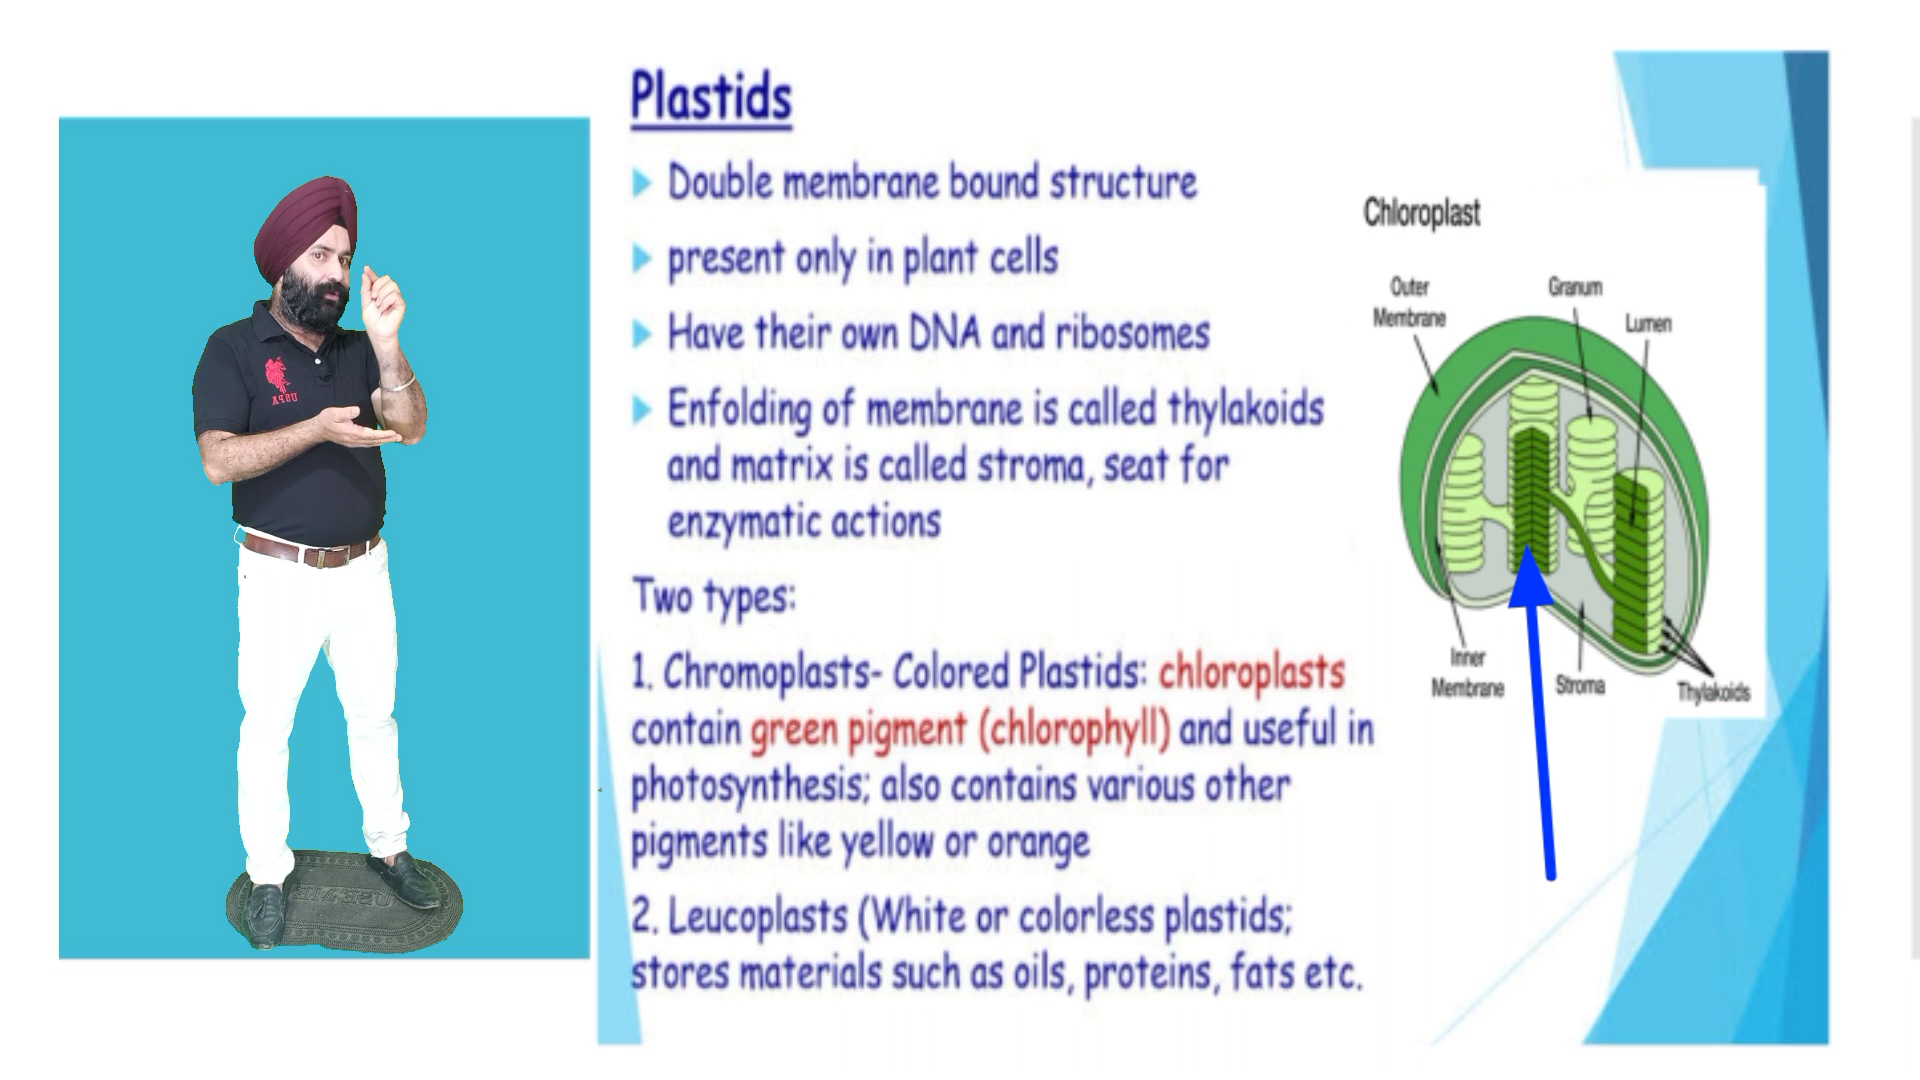 Plastids
Double membrane bound structure
present only in plant cells
Have their own DNA and ribosomes
Enfolding of membrane is called thylakoids
and matrix is called stroma, seat for
enzymatic actions
Two types:
1. Chromoplasts- Colored Plastids: chloroplasts
contain green pigment (chlorophyll) and useful in
photosynthesis; also contains various other
pigments like yellow or orange
2. Leucoplasts (White or colorless plastids;
stores materials such as oils, proteins, fats etc.
Chloroplast
Outer
Membrane
Granum
Lumen
Inner
Membrane
Stroma
Thylakoids
USPA